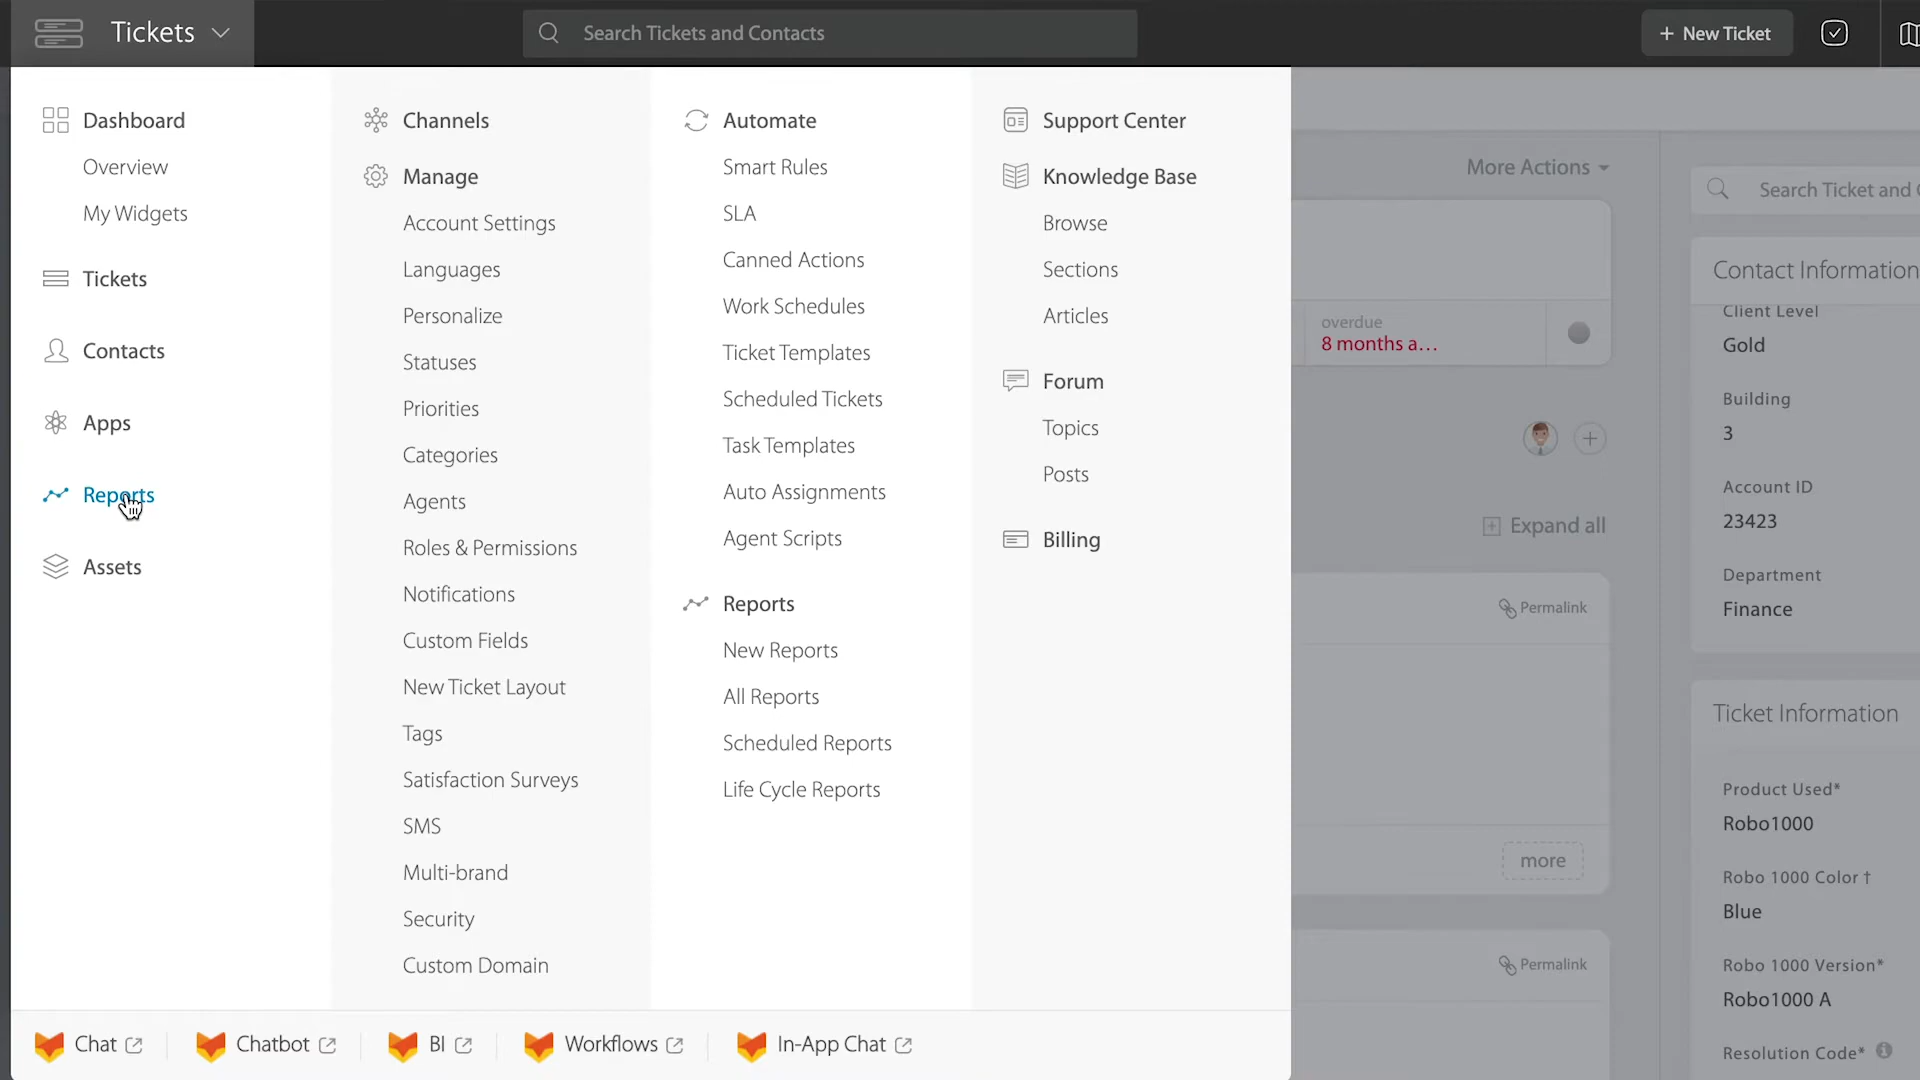 Tickets
Search Tickets and Contacts
+ New Ticket
Dashboard
Overview
My Widgets
Tickets
Contacts
Apps
Reports
Assets
Channels
Manage
Account Settings
Languages
Personalize
Statuses
Priorities
Categories
Agents
Roles & Permissions
Notifications
Custom Fields
New Ticket Layout
Tags
Satisfaction Surveys
SMS
Multi-brand
Security
Custom Domain
Automate
Smart Rules
SLA
Canned Actions
Work Schedules
Ticket Templates
Scheduled Tickets
Task Templates
Auto Assignments
Agent Scripts
Reports
New Reports
All Reports
Scheduled Reports
Life Cycle Reports
Support Center
Knowledge Base
Browse
Sections
Articles
Forum
Topics
Posts
Billing
More Actions
overdue
8 months a...
Expand all
Permalink
more
Permalink
Search Ticket and
Contact Information
Client Level
Gold
Building
3
Account ID
23423
Department
Finance
Ticket Information
Product Used*
Robo1000
Robo 1000 Color †
Blue
Robo 1000 Version*
Robo1000 A
Resolution Code*
Chat
Chatbot
BI
Workflows
In-App Chat